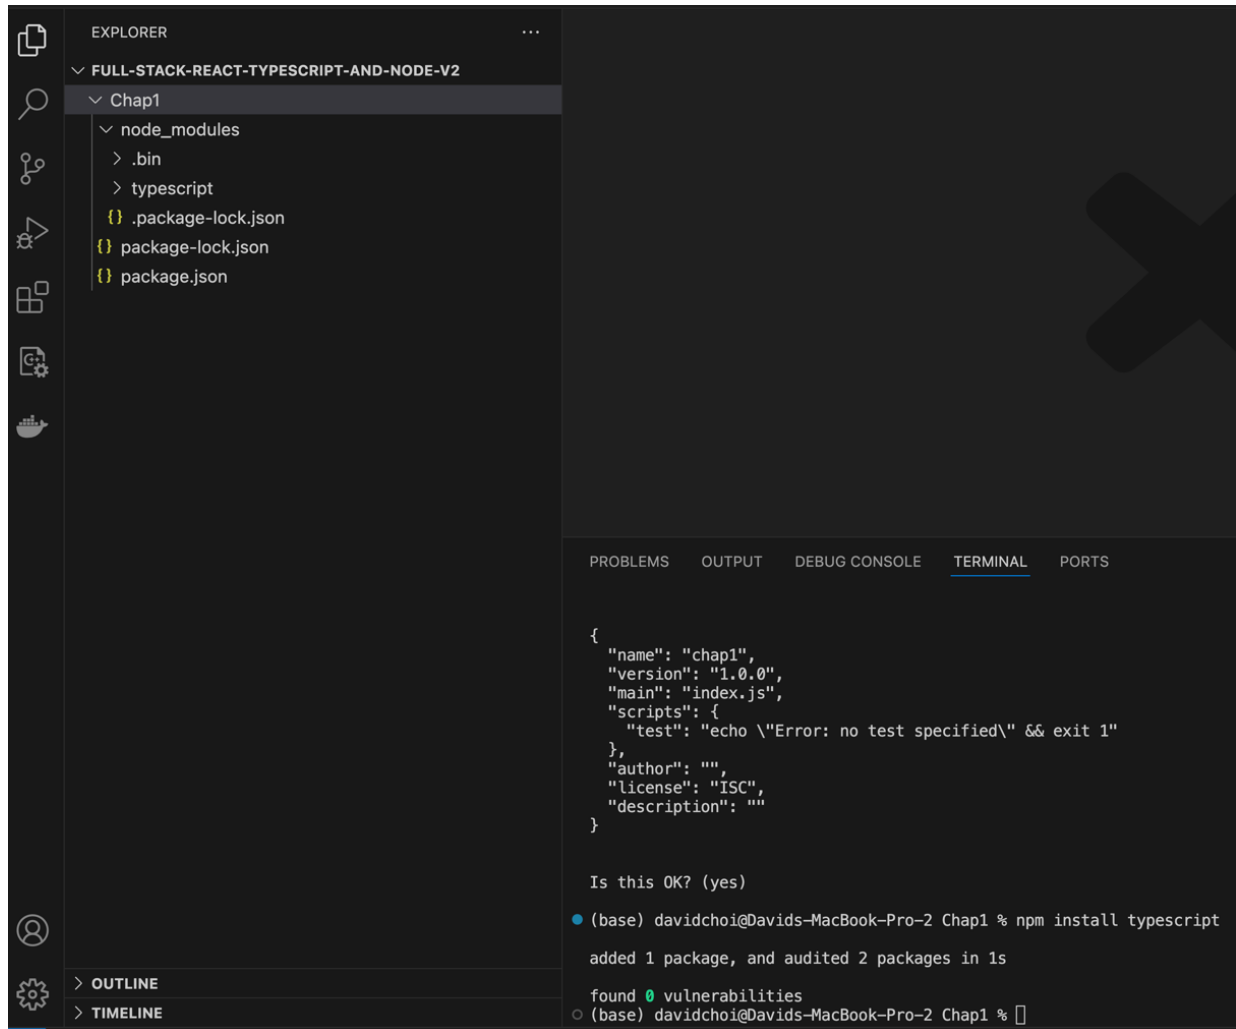 EXPLORER
FULL-STACK-REACT-TYPESCRIPT-AND-NODE-V2
Chap1
node_modules
.bin
typescript
{} .package-lock.json
{} package-lock.json
{} package.json
OUTLINE
TIMELINE
PROBLEMS OUTPUT DEBUG CONSOLE TERMINAL PORTS
{
"name": "chap1",
"version": "1.0.0",
"main": "index.js",
"scripts": {
"test": "echo \"Error: no test specified\" && exit 1"
},
"author": "",
"license": "ISC",
"description": ""
}
Is this OK? (yes)
(base) davidchoi@Davids-MacBook-Pro-2 Chap1 % npm install typescript
added 1 package, and audited 2 packages in 1s
found 0 vulnerabilities
(base) davidchoi@Davids-MacBook-Pro-2 Chap1 %